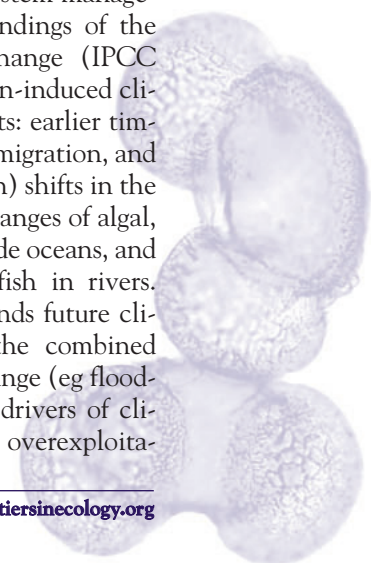 stem manage-
ndings of the
hange (IPCC
n-induced cli-
ts: earlier tim-
migration, and
n) shifts in the
anges of algal,
de oceans, and
fish in rivers.
nds future cli-
the combined
nge (eg flood-
drivers of cli-
overexploita-
tiersinecology.org